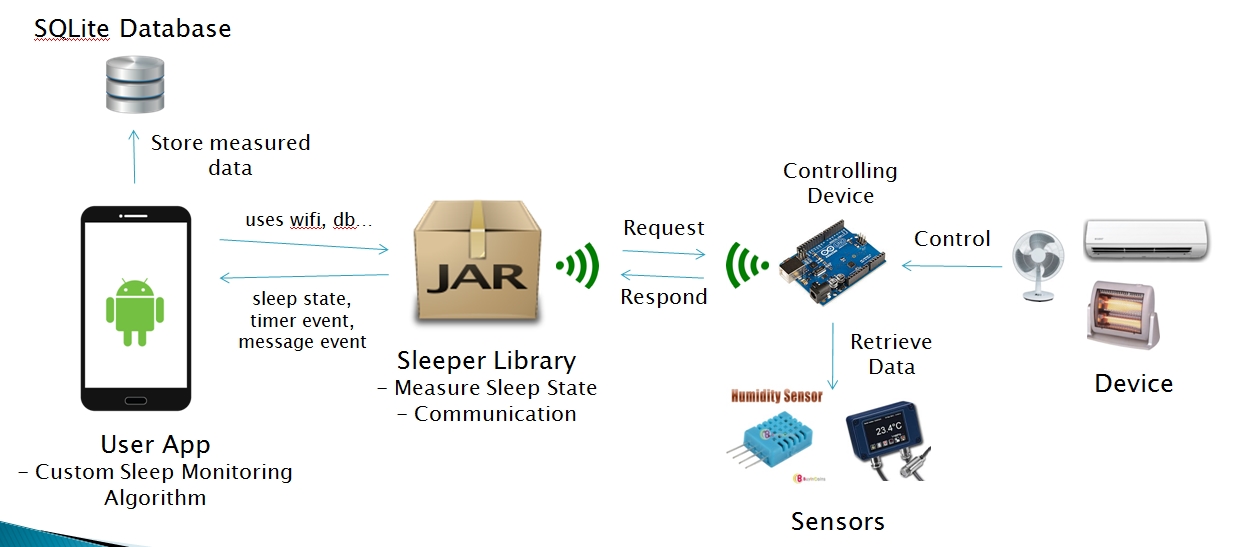 SQLite Database
Store measured
data
uses wifi, db...
sleep state,
timer event,
message event
User App
- Custom Sleep Monitoring
Algorithm
JAR
Sleeper Library
- Measure Sleep State
- Communication
Request
Respond
Controlling
Device
Control
Retrieve
Data
Humidity Sensor
23.4°C
Sensors
Device